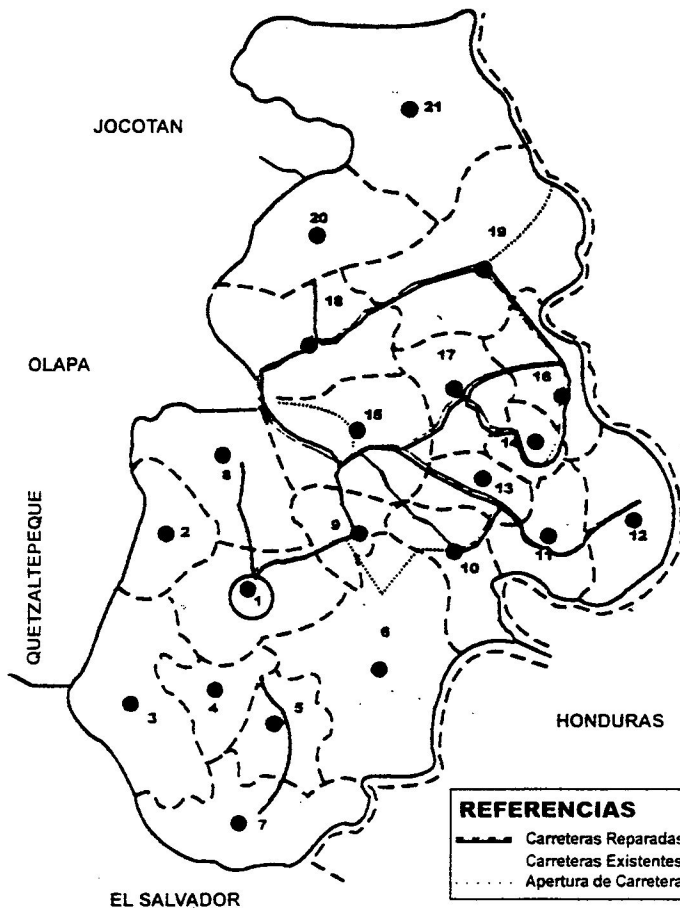 JOCOTAN
21
20
19
18
OLAPA
17
16
15
14
8
13
QUETZALTEPEQUE
2
9
12
11
10
1
6
3
4
5
HONDURAS
7
REFERENCIAS
Carreteras Reparadas
Carreteras Existentes
Apertura de Carretera
EL SALVADOR